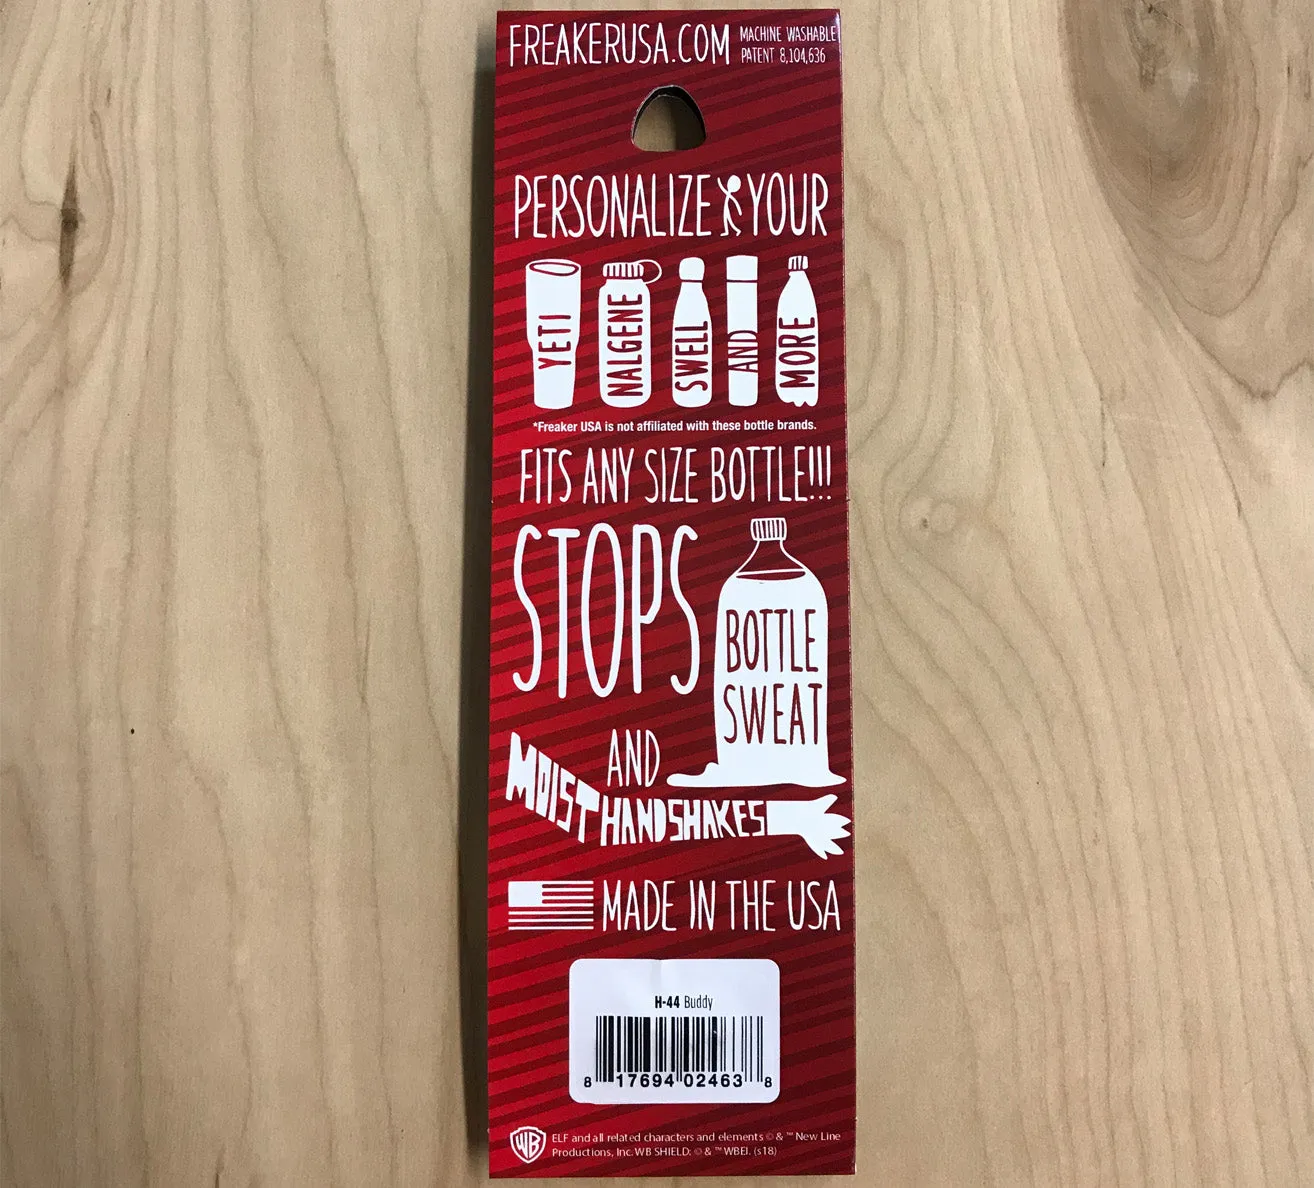 FREAKERUSA.COM MACHINE WASHABLE
PATENT 8,104,636
PERSONALIZE YOUR
YETI NALGENE SWELL AND MORE
*Freaker USA is not affiliated with these bottle brands.
FITS ANY SIZE BOTTLE!!!
STOPS
BOTTLE
SWEAT
AND
MOIST HANDSHAKES
MADE IN THE USA
H-44 Buddy
8 17694 02463 8
WB ELF and all related characters and elements © & ™ New Line
Productions, Inc. WB SHIELD: © & ™ WBEI. (s18)